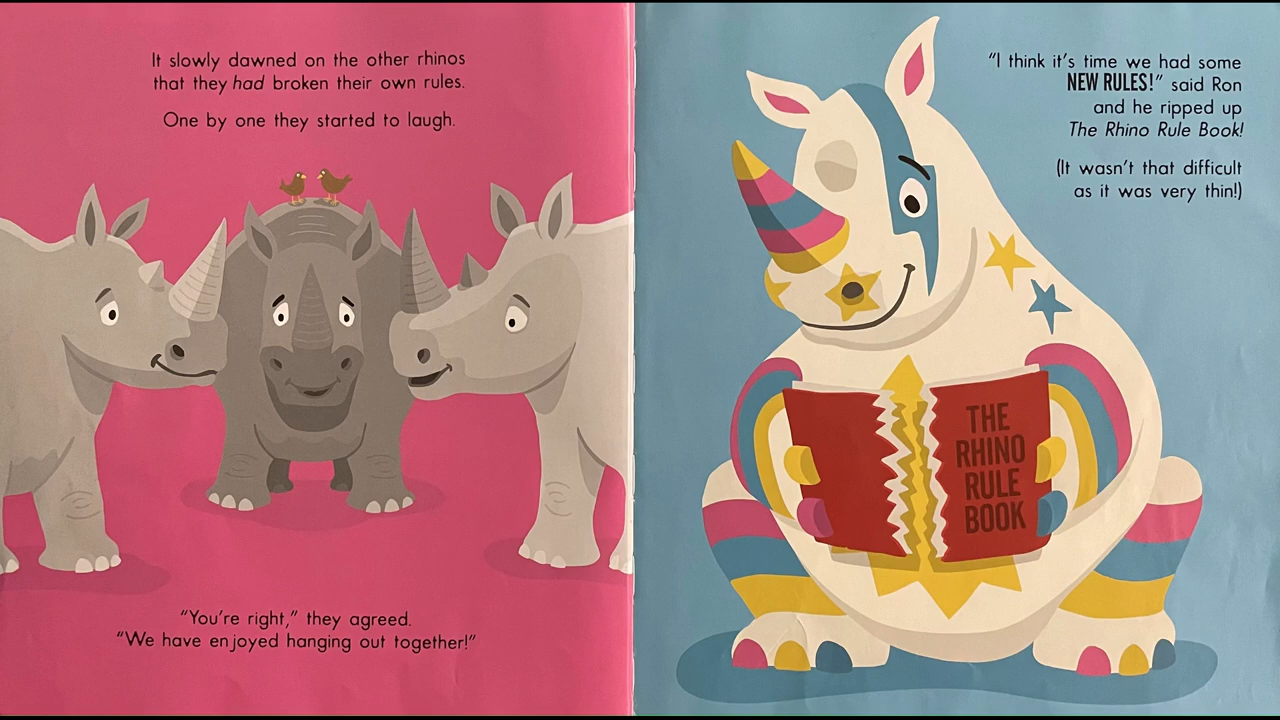 It slowly dawned on the other rhinos
that they had broken their own rules.
One by one they started to laugh.
"You're right," they agreed.
"We have enjoyed hanging out together!"
"I think it's time we had some
NEW RULES!" said Ron
and he ripped up
The Rhino Rule Book!
(It wasn't that difficult
as it was very thin!)
THE
RHINO
RULE
BOOK